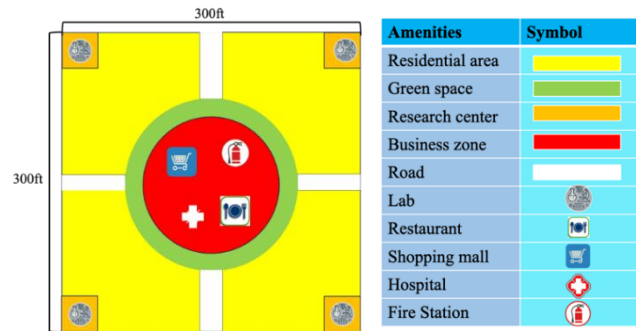 300ft
300ft
Amenities Symbol
Residential area
Green space
Research center
Business zone
Road
Lab
Restaurant
Shopping mall
Hospital
Fire Station